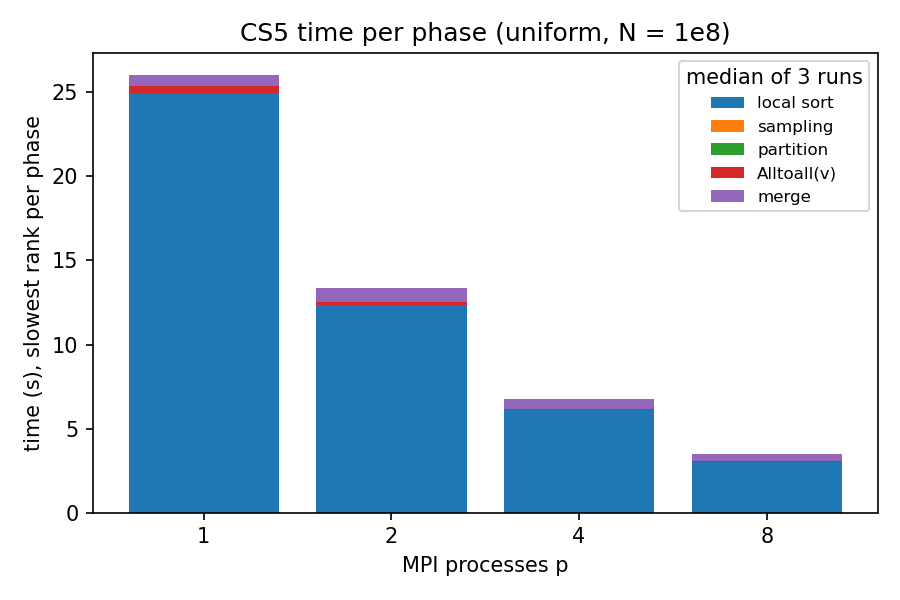 CS5 time per phase (uniform, N = 1e8)
median of 3 runs
local sort
sampling
partition
Alltoall(v)
merge
time (s), slowest rank per phase
25
20
15
10
5
0
1 2 4 8
MPI processes p